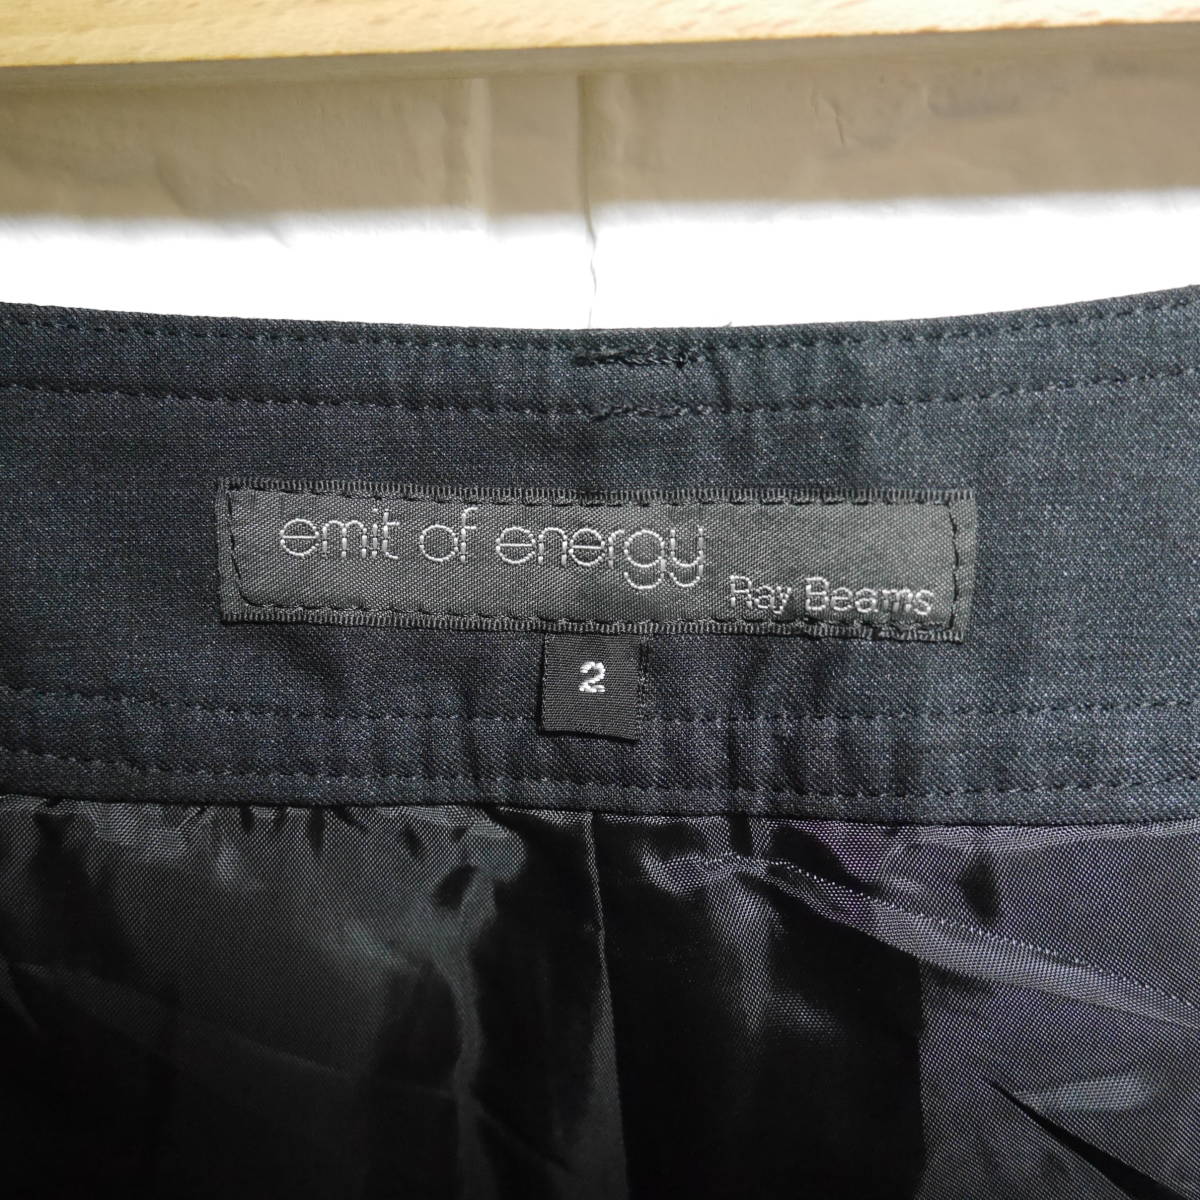 emit of energy
Ray Beams
2